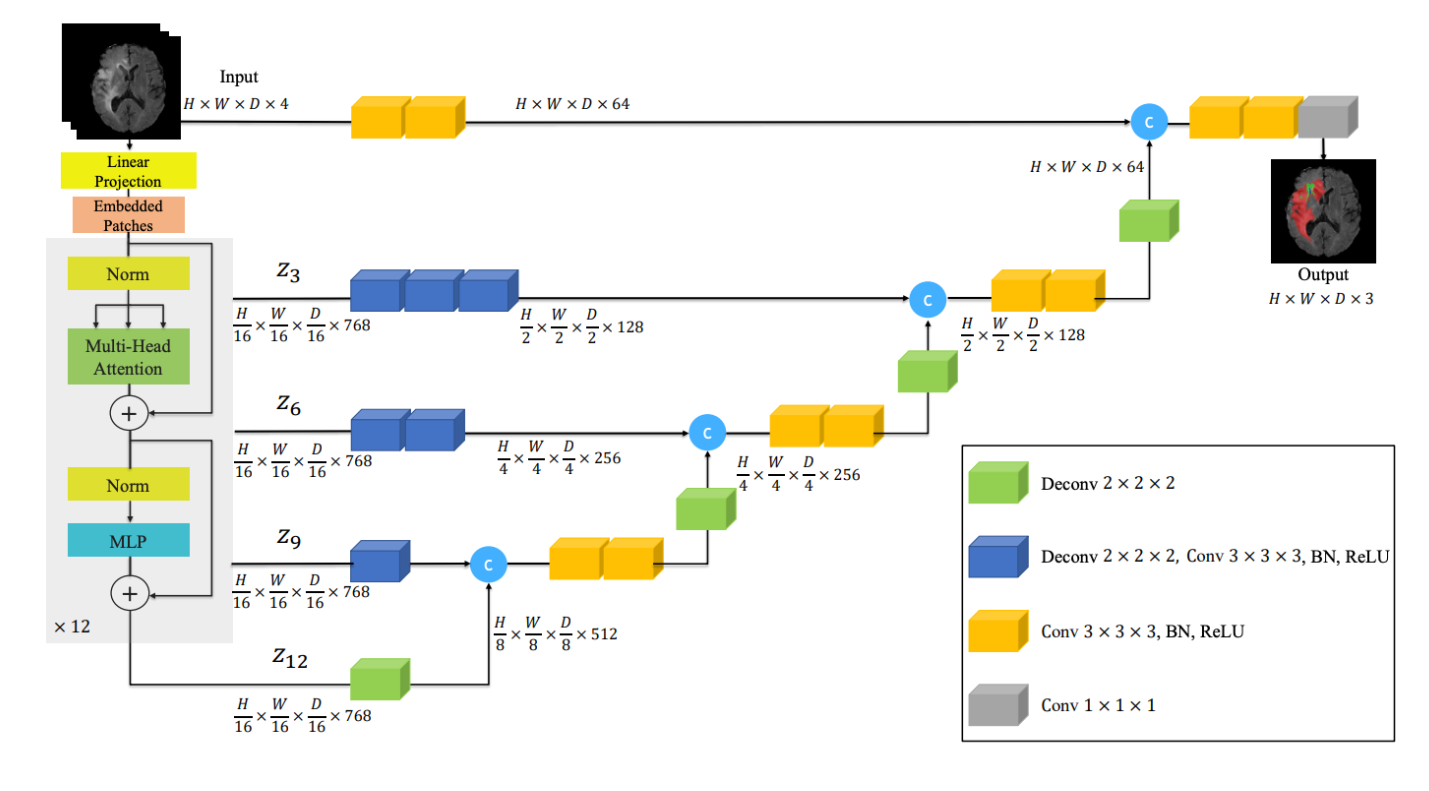 Input
H × W × D × 4
H × W × D × 64
C
H × W × D × 64
Linear
Projection
Embedded
Patches
Output
H × W × D × 3
Norm
Multi-Head
Attention
+
Norm
MLP
+
× 12
z₃
H/16 × W/16 × D/16 × 768
H/2 × W/2 × D/2 × 128
C
H/2 × W/2 × D/2 × 128
z₆
H/16 × W/16 × D/16 × 768
H/4 × W/4 × D/4 × 256
C
H/4 × W/4 × D/4 × 256
z₉
H/16 × W/16 × D/16 × 768
C
H/8 × W/8 × D/8 × 512
z₁₂
H/16 × W/16 × D/16 × 768
Deconv 2 × 2 × 2
Deconv 2 × 2 × 2, Conv 3 × 3 × 3, BN, ReLU
Conv 3 × 3 × 3, BN, ReLU
Conv 1 × 1 × 1